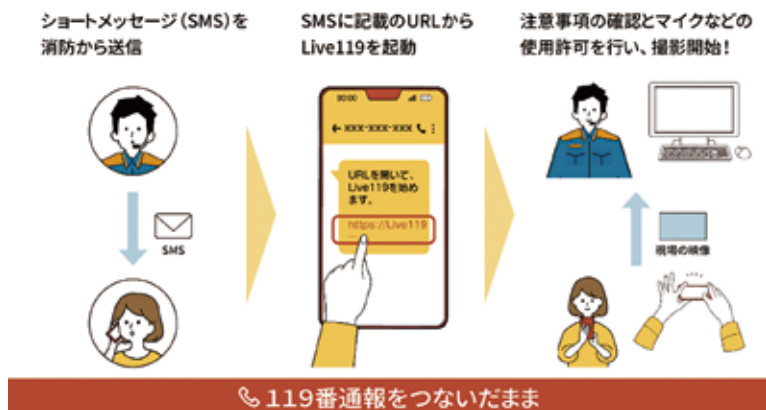 ショートメッセージ（SMS）を
消防から送信
SMSに記載のURLから
Live119を起動
注意事項の確認とマイクなどの
使用許可を行い、撮影開始！
SMS
00:00
← XXX-XXX-XXX
URLを開いて、
Live119を始め
ます。
https://Live119
現場の映像
119番通報をつないだまま